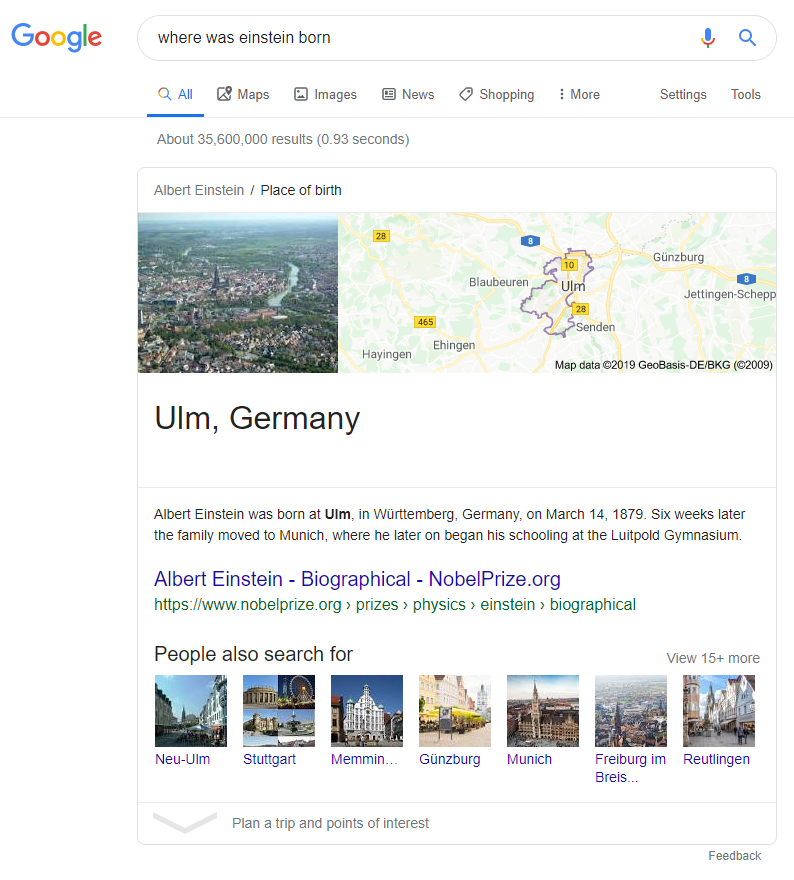 Google
where was einstein born
All Maps Images News Shopping More Settings Tools
About 35,600,000 results (0.93 seconds)
Albert Einstein / Place of birth
28
8
10
Günzburg
Blaubeuren
Ulm
8
Jettingen-Schepp
28
465
Senden
Ehingen
Hayingen
Map data ©2019 GeoBasis-DE/BKG (©2009)
Ulm, Germany
Albert Einstein was born at Ulm, in Württemberg, Germany, on March 14, 1879. Six weeks later
the family moved to Munich, where he later on began his schooling at the Luitpold Gymnasium.
Albert Einstein - Biographical - NobelPrize.org
https://www.nobelprize.org › prizes › physics › einstein › biographical
People also search for
View 15+ more
Neu-Ulm Stuttgart Memmin... Günzburg Munich Freiburg im Reutlingen
Breis...
Plan a trip and points of interest
Feedback